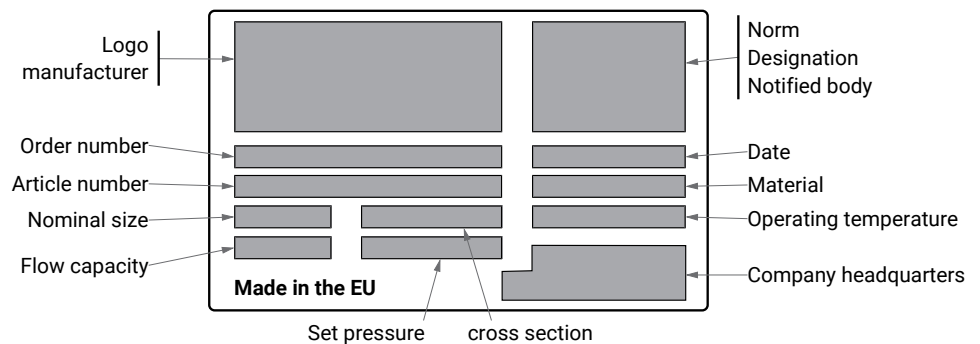 Logo
manufacturer
Norm
Designation
Notified body
Order number
Date
Article number
Material
Nominal size
Operating temperature
Flow capacity
Company headquarters
Made in the EU
Set pressure
cross section